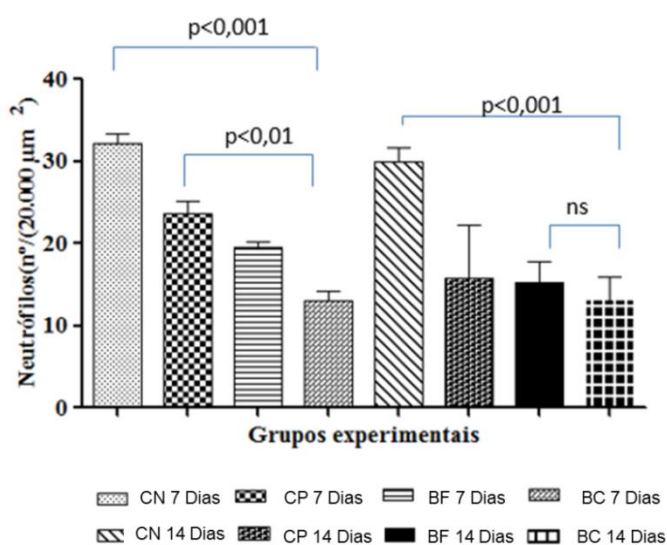 p<0,001
40
p<0,001
p<0,01
30
ns
20
10
0
Neutrófilos(nº/(20.000 µm ²)
Grupos experimentais
CN 7 Dias CP 7 Dias BF 7 Dias BC 7 Dias
CN 14 Dias CP 14 Dias BF 14 Dias BC 14 Dias